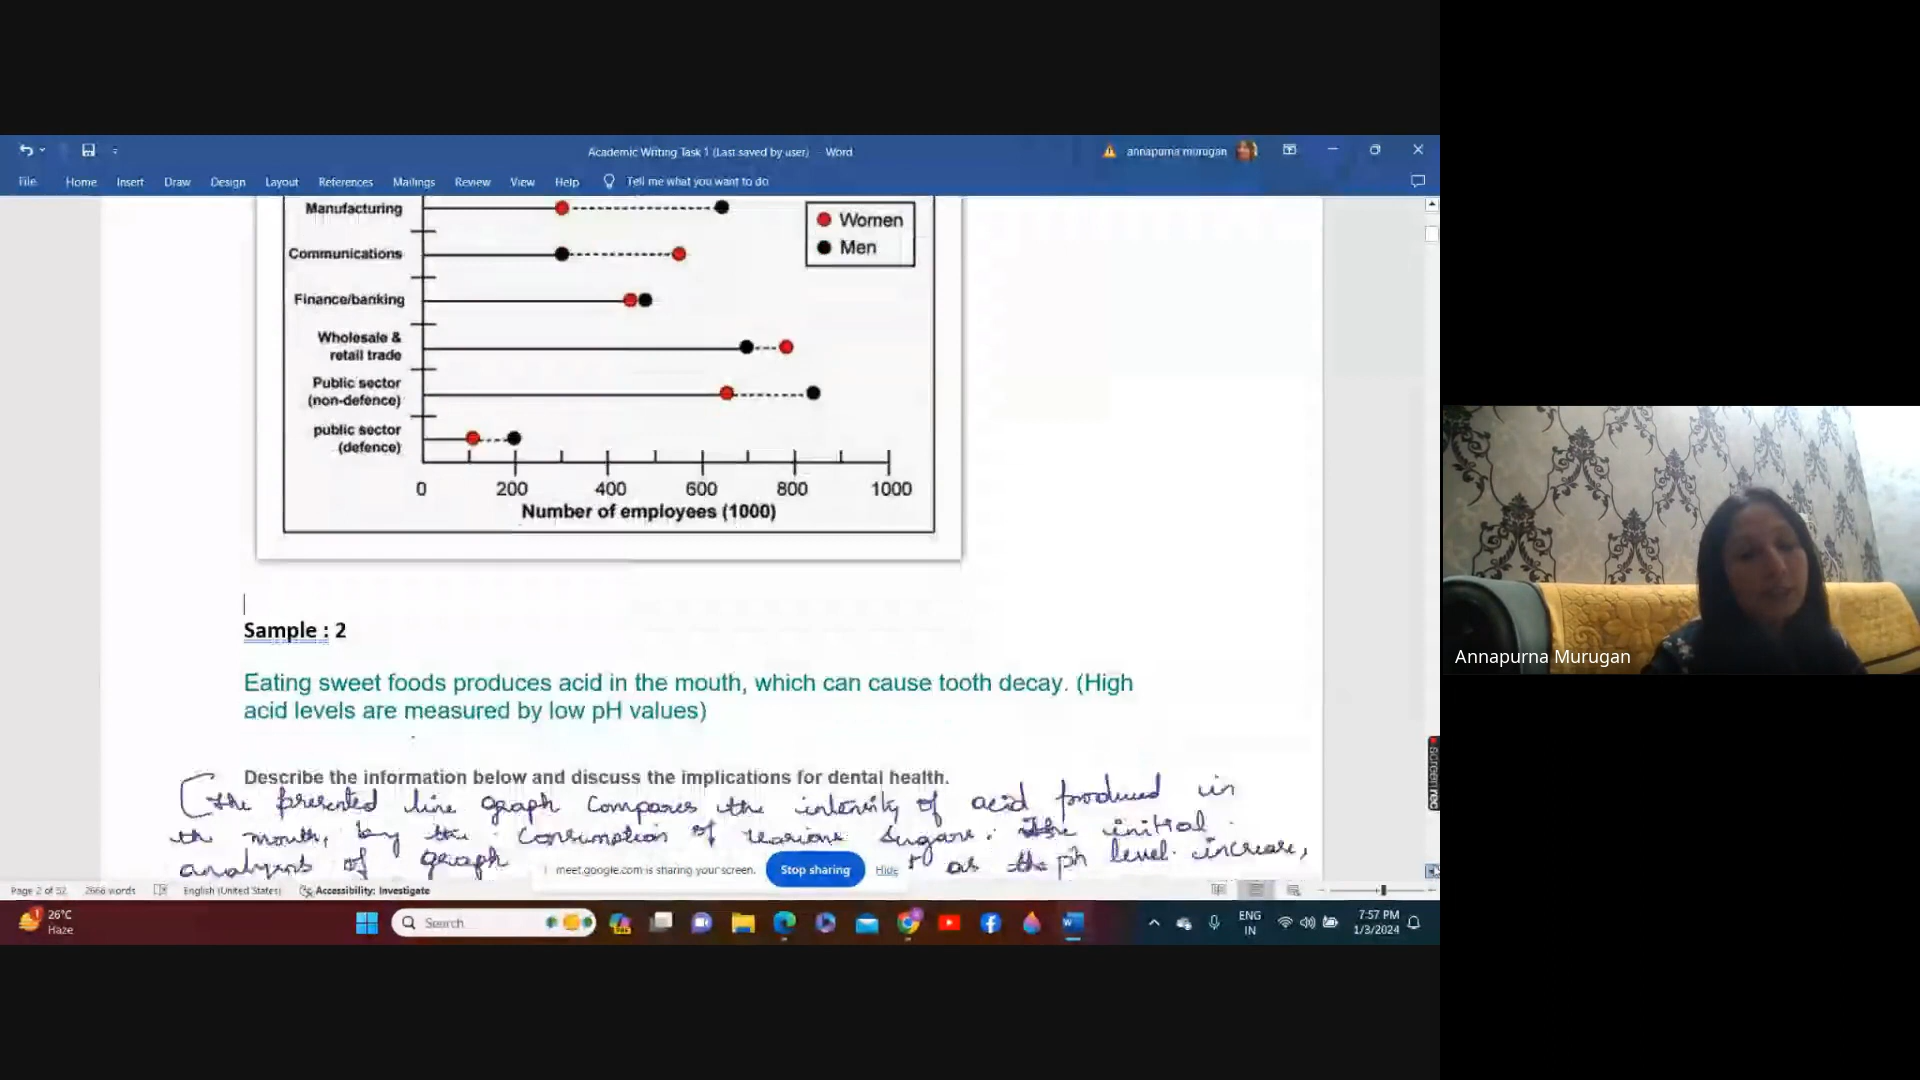 Academic Writing Task 1 (Last saved by user) - Word
annapurna murugan
File Home Insert Draw Design Layout References Mailings Review View Help Tell me what you want to do
Manufacturing
Communications
Finance/banking
Wholesale &
retail trade
Public sector
(non-defence)
public sector
(defence)
Women
Men
0 200 400 600 800 1000
Number of employees (1000)
Sample : 2
Eating sweet foods produces acid in the mouth, which can cause tooth decay. (High
acid levels are measured by low pH values)
Describe the information below and discuss the implications for dental health.
The presented line graph compares the intensity of acid produced in
the mouth, by the consumption of various sugars. The initial
analysis of graph as the ph level increase,
meet.google.com is sharing your screen. Stop sharing Hide
Page 2 of 52 2666 words English (United States) Accessibility: Investigate
26°C
Haze
Search
ENG
IN
7:57 PM
1/3/2024
Annapurna Murugan